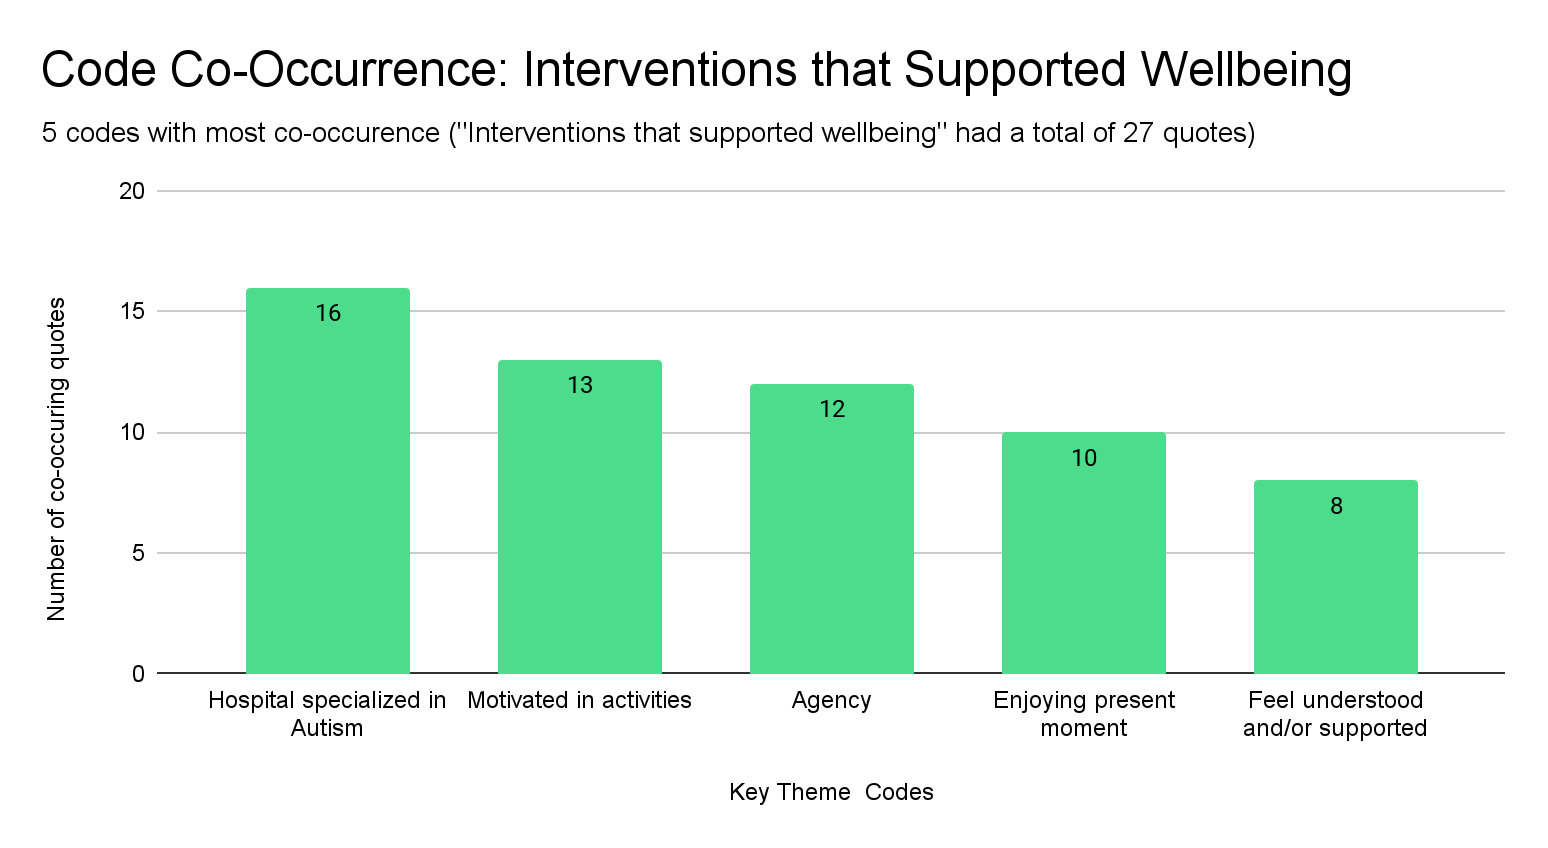 Code Co-Occurrence: Interventions that Supported Wellbeing
5 codes with most co-occurence ("Interventions that supported wellbeing" had a total of 27 quotes)
20
15
10
5
0
Number of co-occuring quotes
16
13
12
10
8
Hospital specialized in
Autism
Motivated in activities
Agency
Enjoying present
moment
Feel understood
and/or supported
Key Theme  Codes